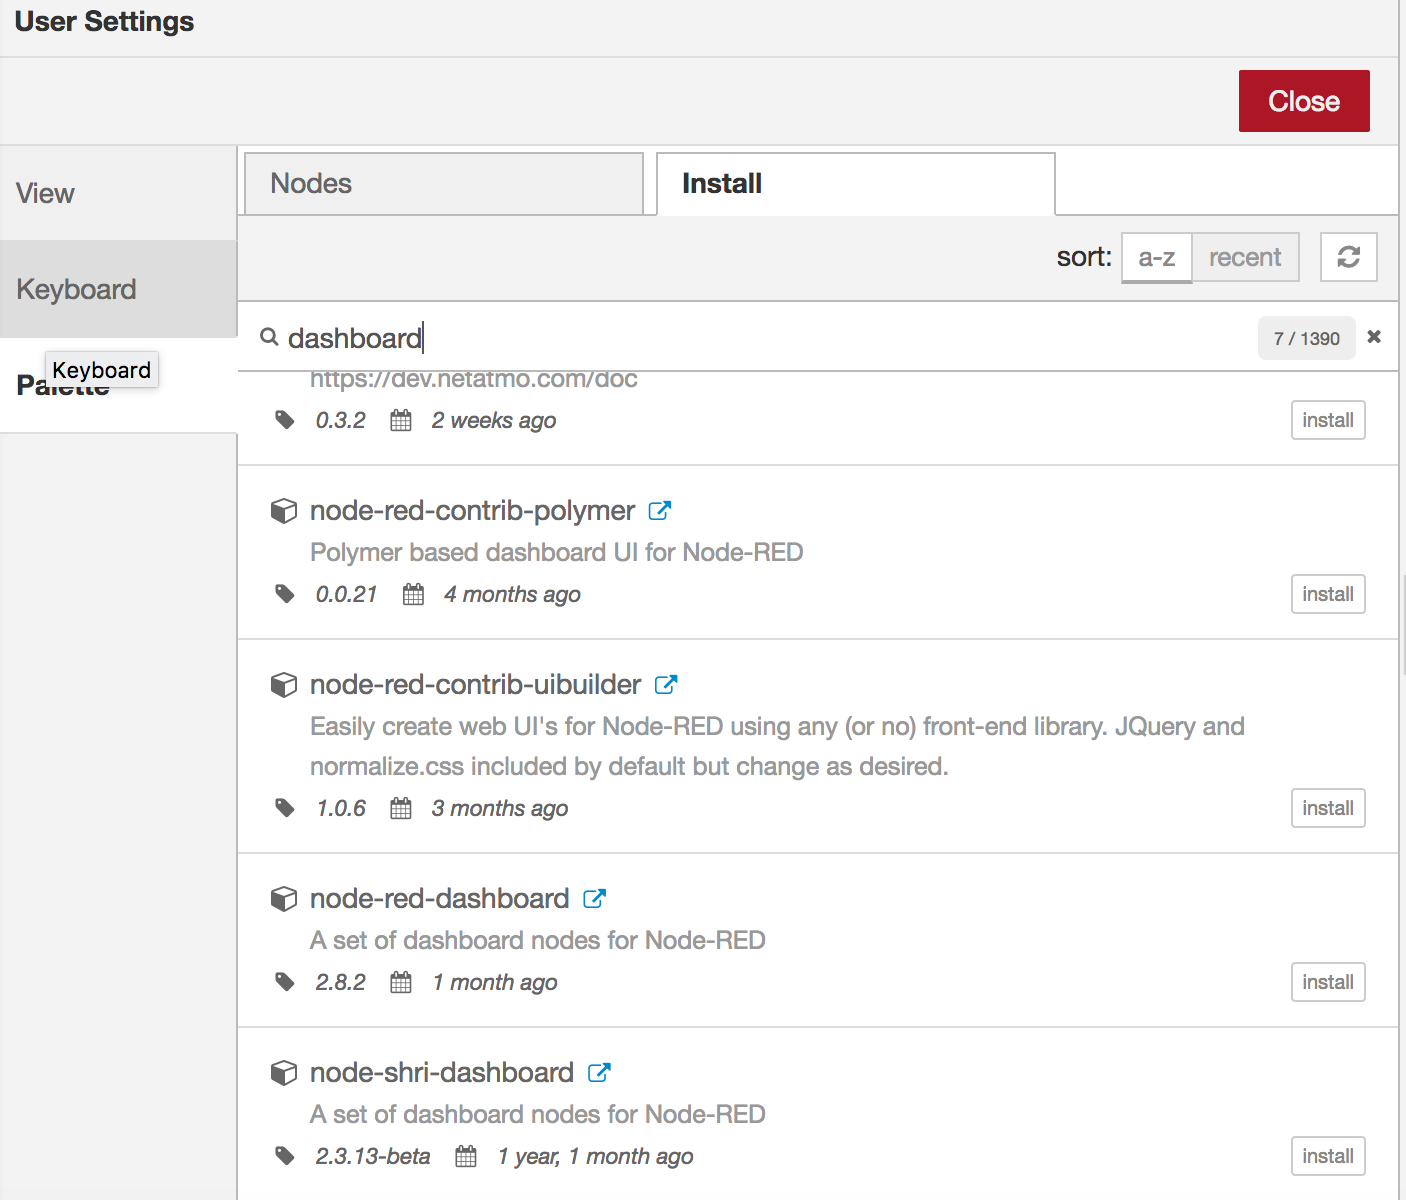 User Settings
Close
View
Keyboard
Keyboard
Palette
Nodes
Install
sort: a-z recent
dashboard 7 / 1390
https://dev.netatmo.com/doc
0.3.2 2 weeks ago install
node-red-contrib-polymer
Polymer based dashboard UI for Node-RED
0.0.21 4 months ago install
node-red-contrib-uibuilder
Easily create web UI's for Node-RED using any (or no) front-end library. JQuery and
normalize.css included by default but change as desired.
1.0.6 3 months ago install
node-red-dashboard
A set of dashboard nodes for Node-RED
2.8.2 1 month ago install
node-shri-dashboard
A set of dashboard nodes for Node-RED
2.3.13-beta 1 year, 1 month ago install